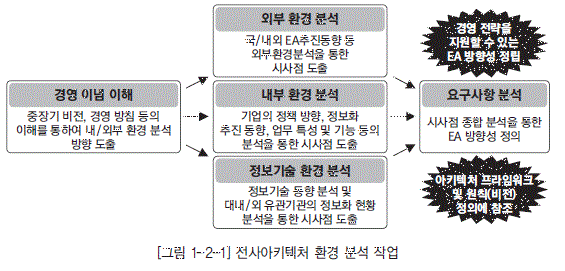 외부 환경 분석
국/내외 EA추진동향 등
외부환경분석을 통한
시사점 도출
경영 전략을
지원할 수 있는
EA 방향성 정립
경영 이념 이해
중장기 비전, 경영 방침 등의
이해를 통하여 내/외부 환경 분석
방향 도출
내부 환경 분석
기업의 정책 방향, 정보화
추진 동향, 업무 특성 및 기능 등의
분석을 통한 시사점 도출
요구사항 분석
시사점 종합 분석을 통한
EA 방향성 정의
정보기술 환경 분석
정보기술 동향 분석 및
대내/외 유관기관의 정보화 현황
분석을 통한 시사점 도출
아키텍처 프라임워크
및 원칙(비전)
정의에 참조
[그림 1-2-1] 전사아키텍처 환경 분석 작업